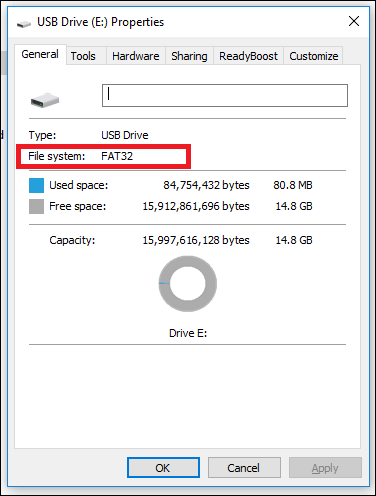 USB Drive (E:) Properties
General Tools Hardware Sharing ReadyBoost Customize
Type: USB Drive
File system: FAT32
Used space: 84,754,432 bytes 80.8 MB
Free space: 15,912,861,696 bytes 14.8 GB
Capacity: 15,997,616,128 bytes 14.8 GB
Drive E:
OK Cancel Apply